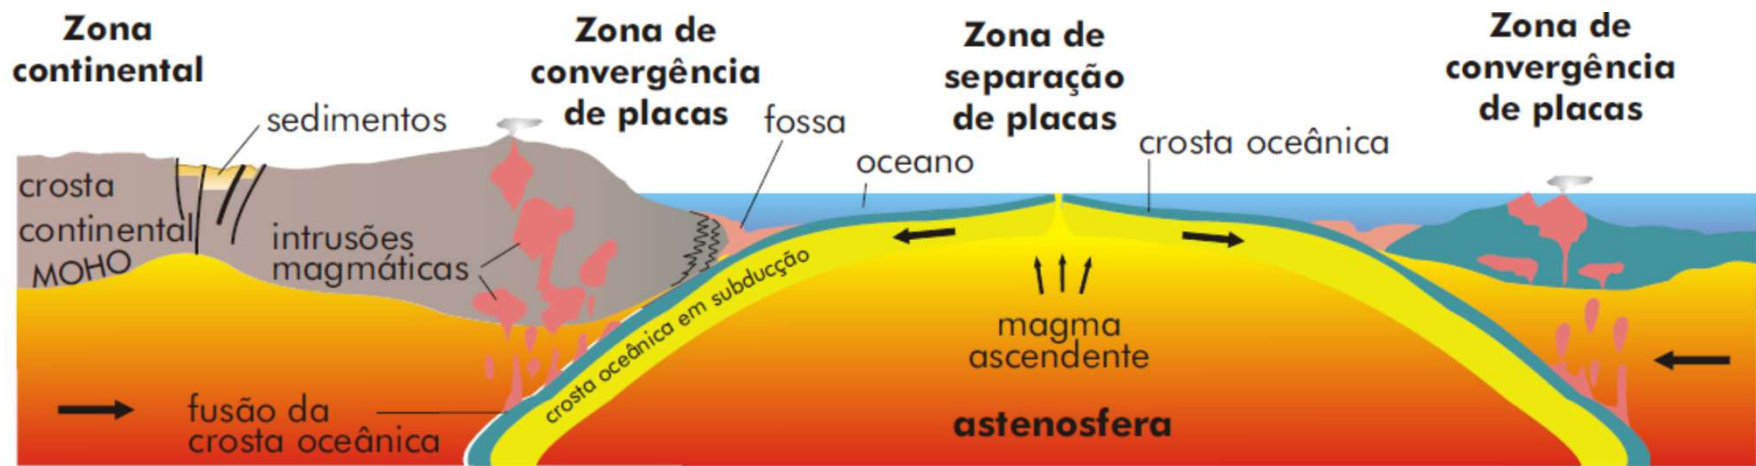 Zona
continental
Zona de
convergência
de placas
Zona de
separação
de placas
Zona de
convergência
de placas
sedimentos
fossa
oceano
crosta oceânica
crosta
continental
MOHO
intrusões
magmáticas
crosta oceânica em subducção
magma
ascendente
fusão da
crosta oceânica
astenosfera